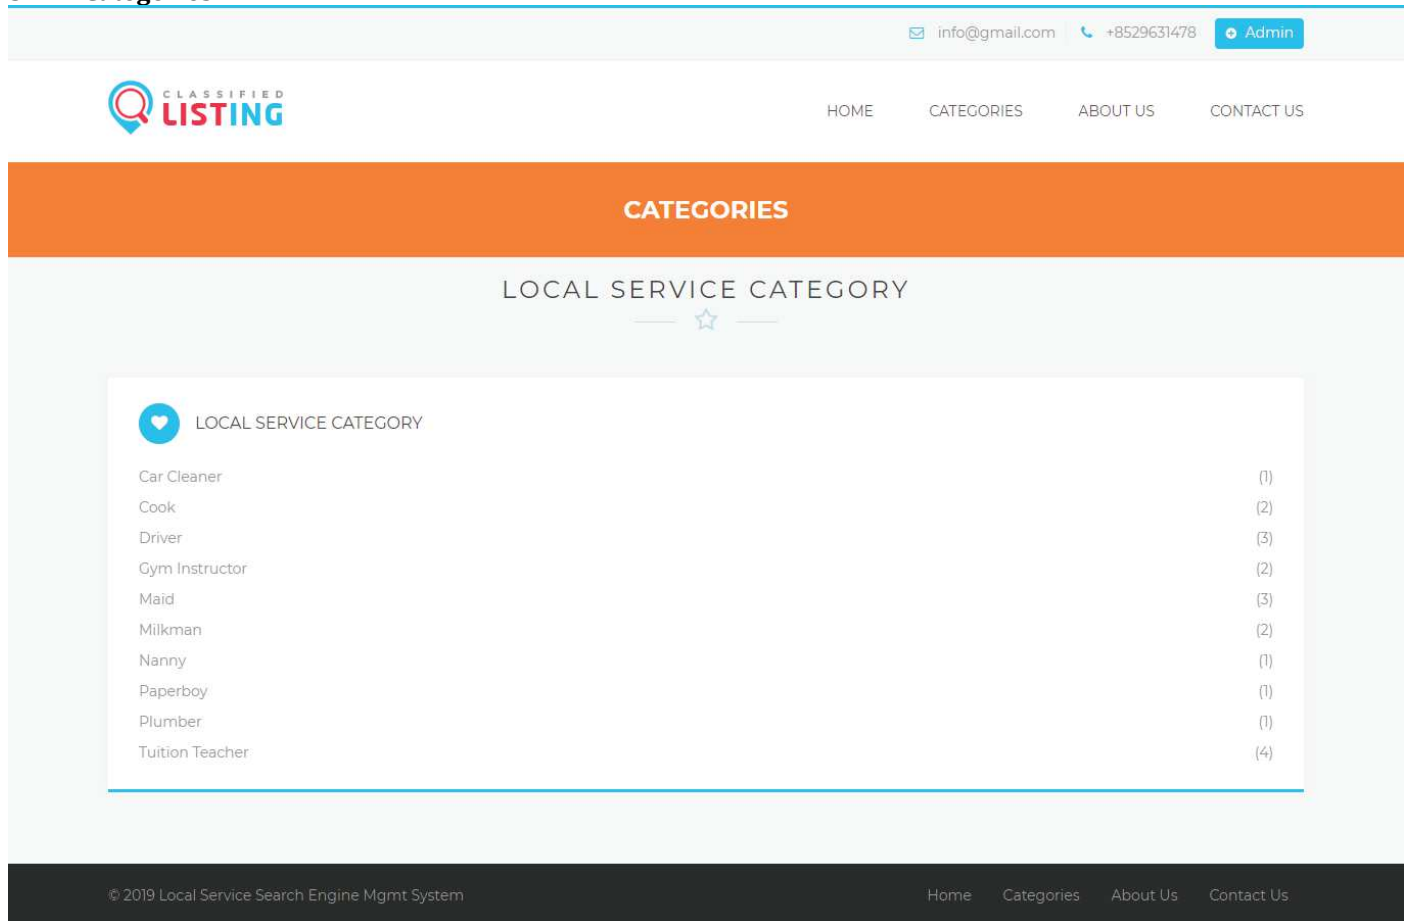 info@gmail.com +8529631478 Admin
CLASSIFIED
LISTING
HOME CATEGORIES ABOUT US CONTACT US
CATEGORIES
LOCAL SERVICE CATEGORY
LOCAL SERVICE CATEGORY
Car Cleaner (1)
Cook (2)
Driver (3)
Gym Instructor (2)
Maid (3)
Milkman (2)
Nanny (1)
Paperboy (1)
Plumber (1)
Tuition Teacher (4)
© 2019 Local Service Search Engine Mgmt System Home Categories About Us Contact Us